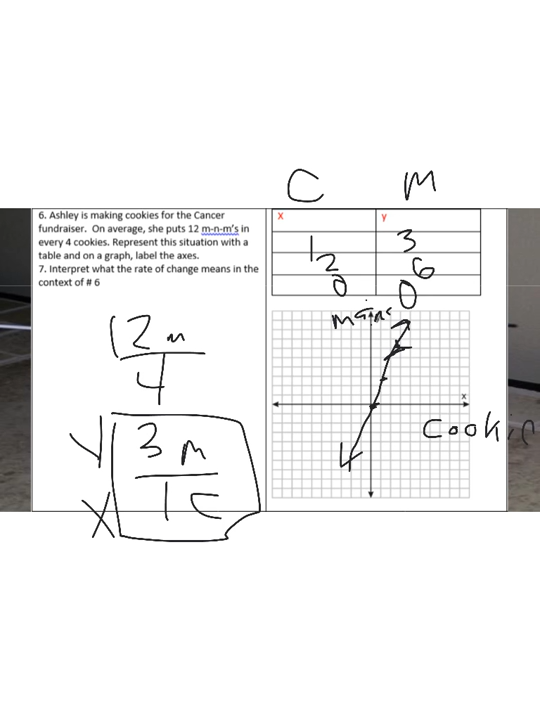 C M
6. Ashley is making cookies for the Cancer
fundraiser. On average, she puts 12 m-n-m's in
every 4 cookies. Represent this situation with a
table and on a graph, label the axes.
7. Interpret what the rate of change means in the
context of # 6
x y
1 3
2 6
0 0
12 m
4
y 3 m
x 1 C
x